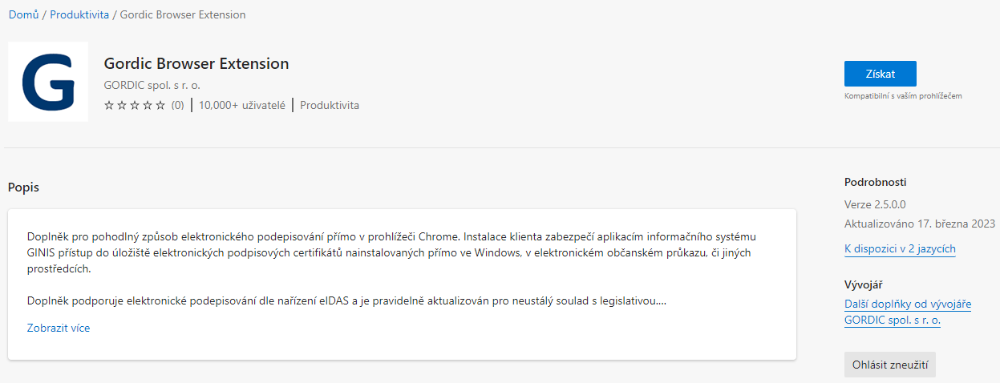 Domů / Produktivita / Gordic Browser Extension
G
Gordic Browser Extension
GORDIC spol. s r. o.
(0) | 10,000+ uživatelé | Produktivita
Získat
Kompatibilní s vaším prohlížečem
Popis
Doplněk pro pohodlný způsob elektronického podepisování přímo v prohlížeči Chrome. Instalace klienta zabezpečí aplikacím informačního systému
GINIS přístup do úložiště elektronických podpisových certifikátů nainstalovaných přímo ve Windows, v elektronickém občanském průkazu, či jiných
prostředcích.
Doplněk podporuje elektronické podepisování dle nařízení eIDAS a je pravidelně aktualizován pro neustálý soulad s legislativou....
Zobrazit více
Podrobnosti
Verze 2.5.0.0
Aktualizováno 17. března 2023
K dispozici v 2 jazycích
Vývojář
Další doplňky od vývojáře
GORDIC spol. s r. o.
Ohlásit zneužití